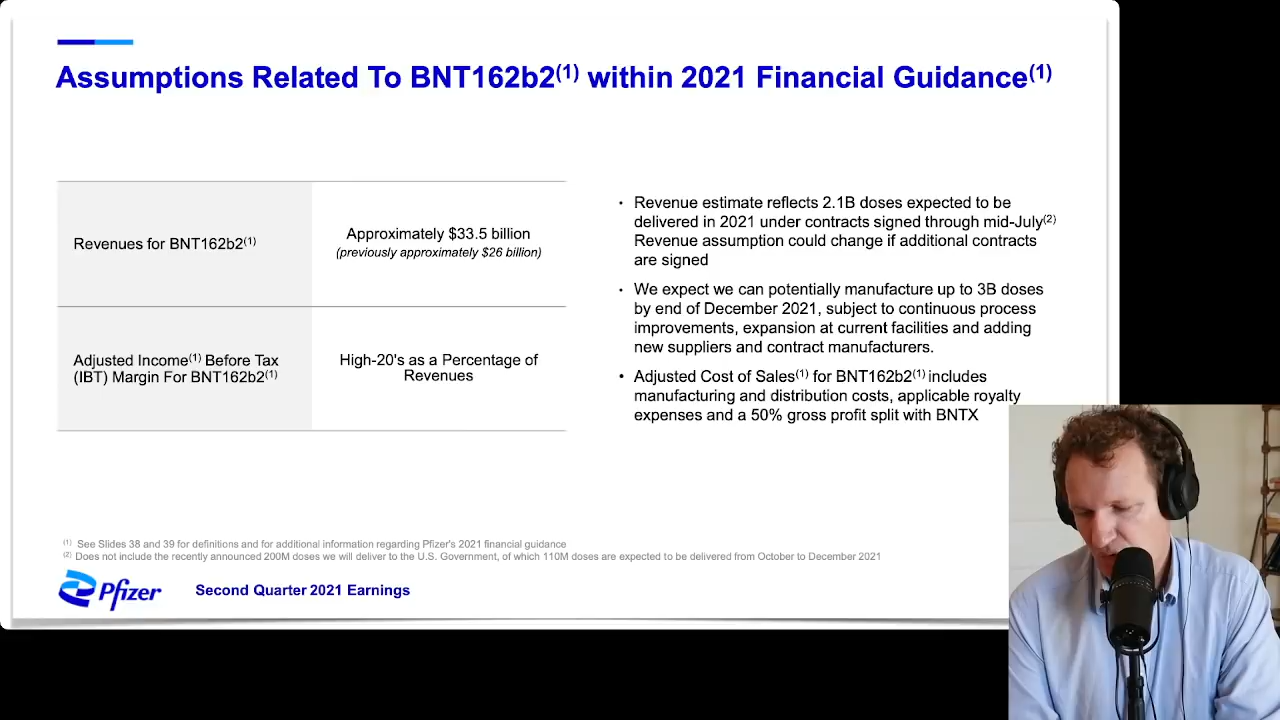 Assumptions Related To BNT162b2(1) within 2021 Financial Guidance(1)
Revenues for BNT162b2(1)
Approximately $33.5 billion
(previously approximately $26 billion)
Adjusted Income(1) Before Tax
(IBT) Margin For BNT162b2(1)
High-20's as a Percentage of
Revenues
• Revenue estimate reflects 2.1B doses expected to be
delivered in 2021 under contracts signed through mid-July(2)
Revenue assumption could change if additional contracts
are signed
• We expect we can potentially manufacture up to 3B doses
by end of December 2021, subject to continuous process
improvements, expansion at current facilities and adding
new suppliers and contract manufacturers.
• Adjusted Cost of Sales(1) for BNT162b2(1) includes
manufacturing and distribution costs, applicable royalty
expenses and a 50% gross profit split with BNTX
(1) See Slides 38 and 39 for definitions and for additional information regarding Pfizer's 2021 financial guidance
(2) Does not include the recently announced 200M doses we will deliver to the U.S. Government, of which 110M doses are expected to be delivered from October to December 2021
Pfizer
Second Quarter 2021 Earnings